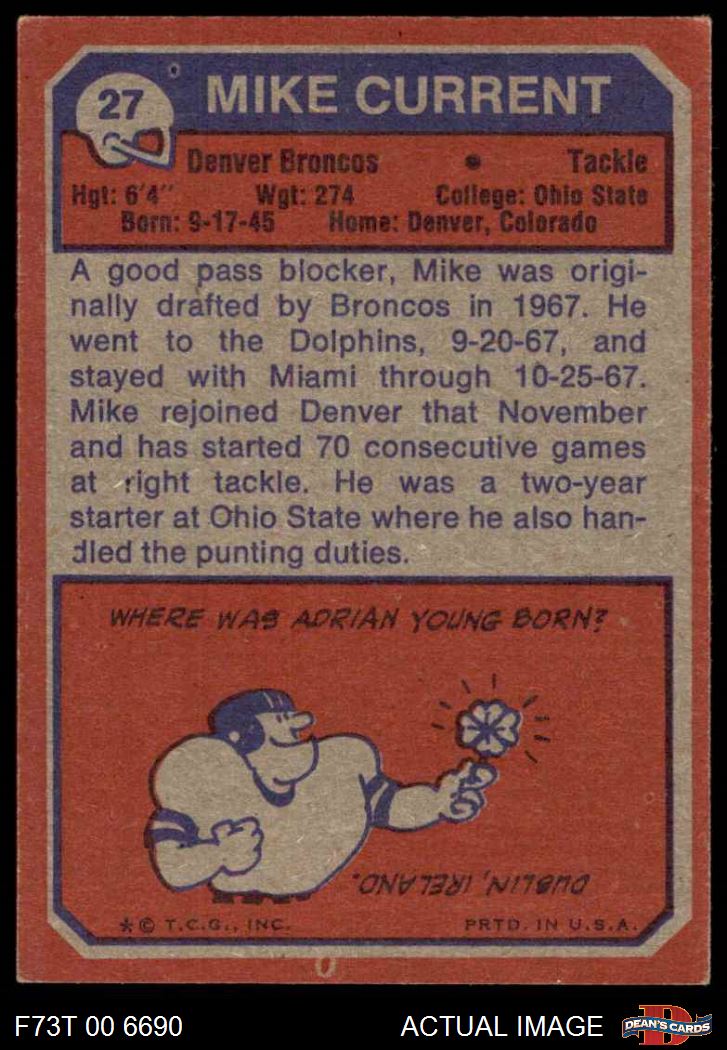 27
MIKE CURRENT
Denver Broncos • Tackle
Hgt: 6'4" Wgt: 274 College: Ohio State
Born: 9-17-45 Home: Denver, Colorado
A good pass blocker, Mike was origi-
nally drafted by Broncos in 1967. He
went to the Dolphins, 9-20-67, and
stayed with Miami through 10-25-67.
Mike rejoined Denver that November
and has started 70 consecutive games
at right tackle. He was a two-year
starter at Ohio State where he also han-
dled the punting duties.
WHERE WAS ADRIAN YOUNG BORN?
DUBLIN, IRELAND.
* © T.C.G., INC. PRTD. IN U.S.A.
F73T 00 6690 ACTUAL IMAGE D DEAN'S CARDS